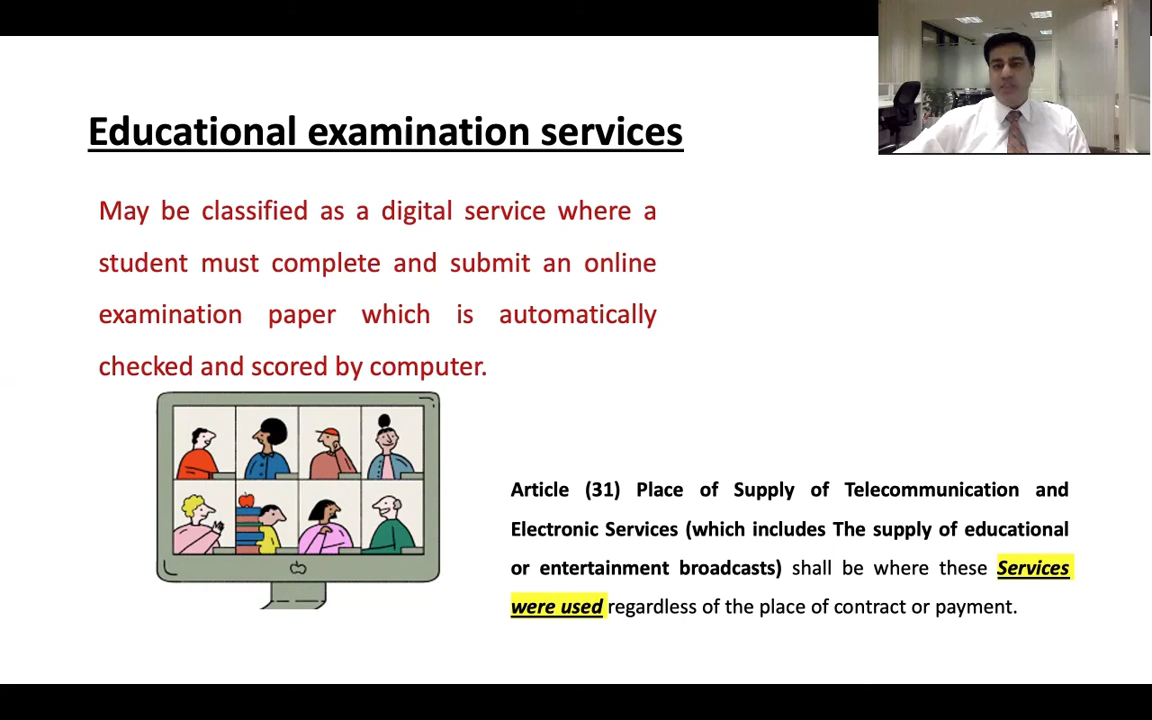 Educational examination services
May be classified as a digital service where a
student must complete and submit an online
examination paper which is automatically
checked and scored by computer.
Article (31) Place of Supply of Telecommunication and
Electronic Services (which includes The supply of educational
or entertainment broadcasts) shall be where these Services
were used regardless of the place of contract or payment.